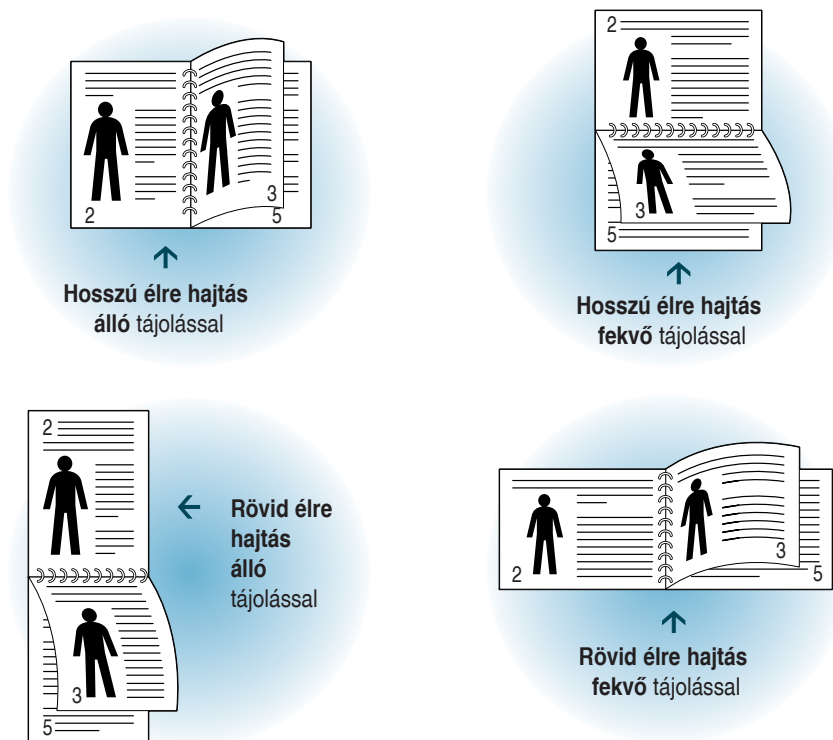 2
3
5
Hosszú élre hajtás
álló tájolással
2
3
5
Hosszú élre hajtás
fekvő tájolással
2
3
5
Rövid élre
hajtás
álló
tájolással
2
3
5
Rövid élre hajtás
fekvő tájolással